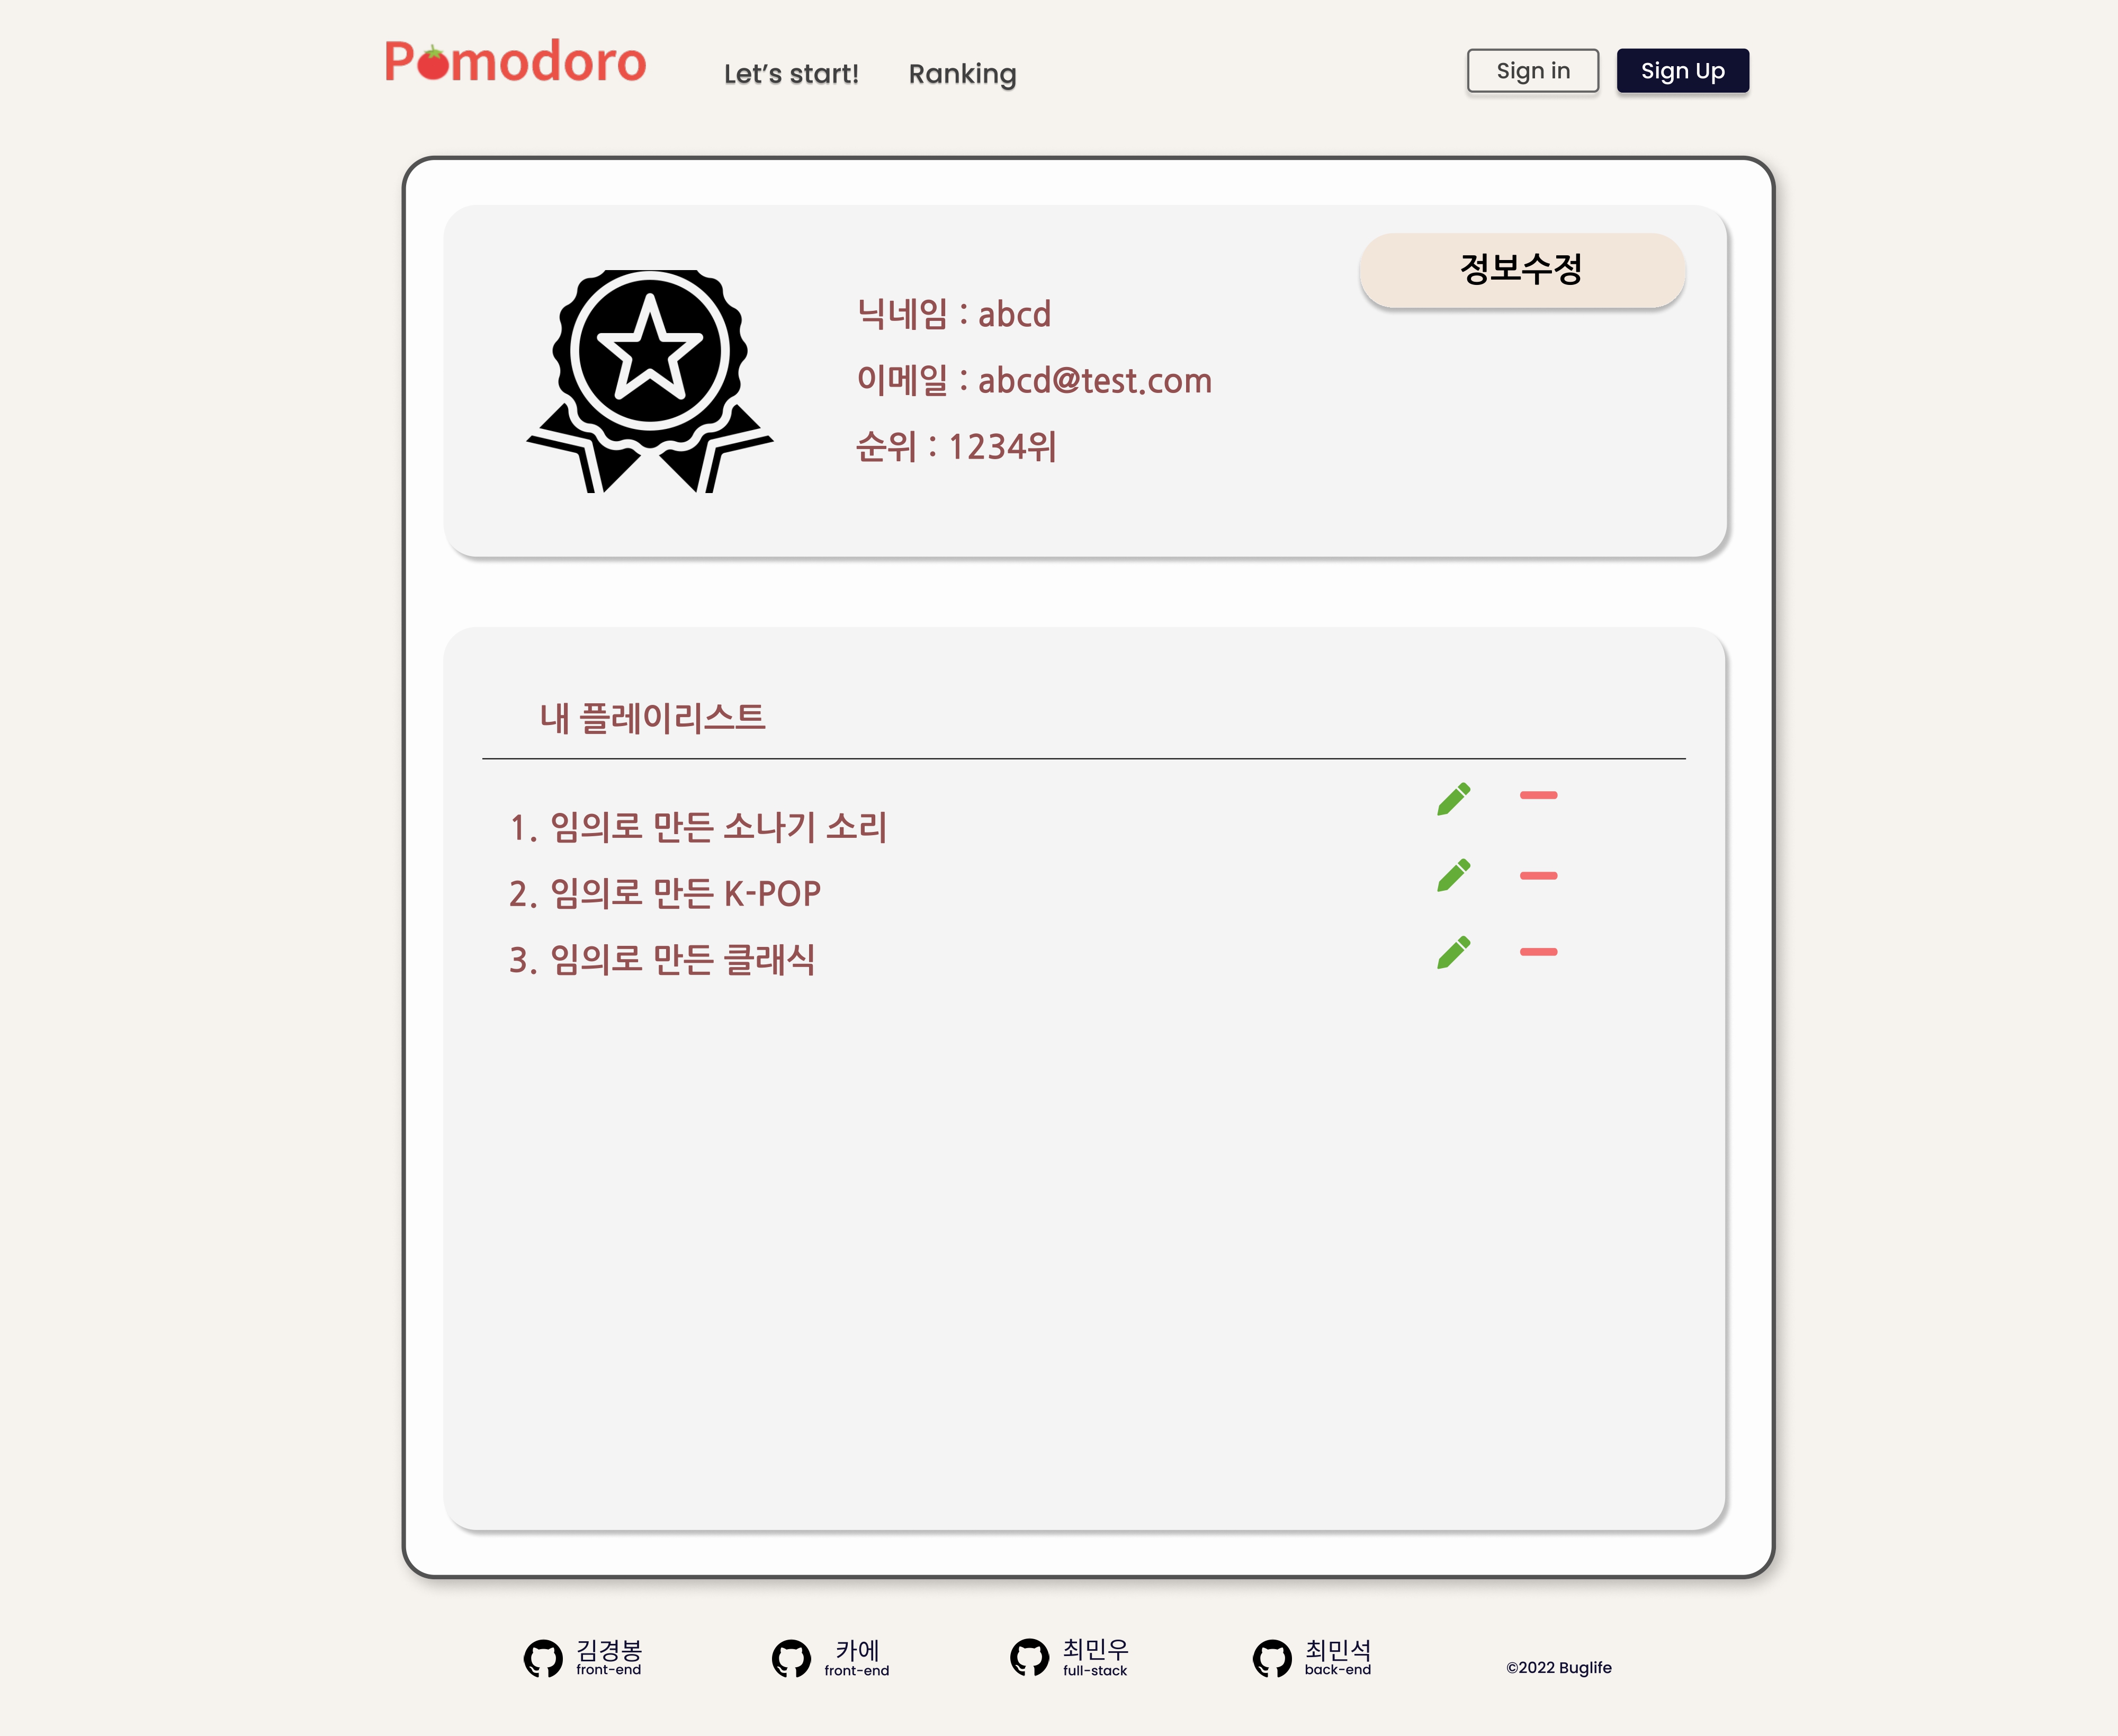 Pomodoro
Let's start! Ranking Sign in Sign Up
정보수정
닉네임 : abcd
이메일 : abcd@test.com
순위 : 1234위
내 플레이리스트
1. 임의로 만든 소나기 소리
2. 임의로 만든 K-POP
3. 임의로 만든 클래식
김경봉 카에 최민우 최민석
front-end front-end full-stack back-end ©2022 Buglife